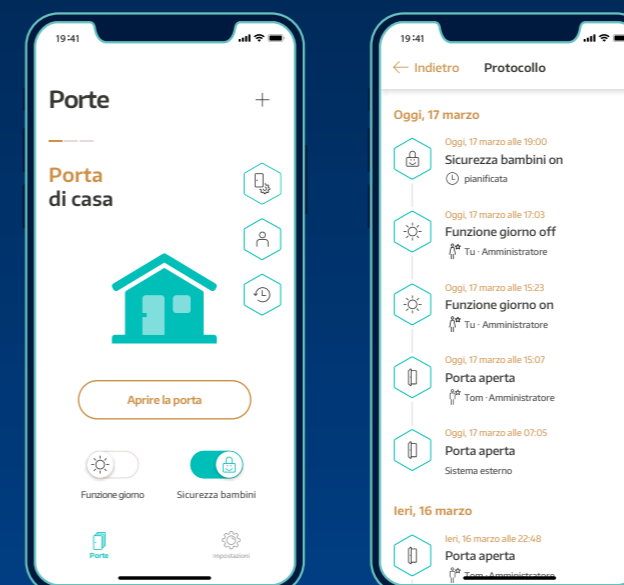 19:41
Porte
Porta
di casa
Aprire la porta
Funzione giorno
Sicurezza bambini
Porte
Impostazioni
19:41
Indietro
Protocollo
Oggi, 17 marzo
Oggi, 17 marzo alle 19:00
Sicurezza bambini on
pianificata
Oggi, 17 marzo alle 17:03
Funzione giorno off
Tu · Amministratore
Oggi, 17 marzo alle 15:23
Funzione giorno on
Tu · Amministratore
Oggi, 17 marzo alle 15:07
Porta aperta
Tom · Amministratore
Oggi, 17 marzo alle 07:05
Porta aperta
Sistema esterno
Ieri, 16 marzo
Ieri, 16 marzo alle 22:48
Porta aperta
Tom · Amministratore